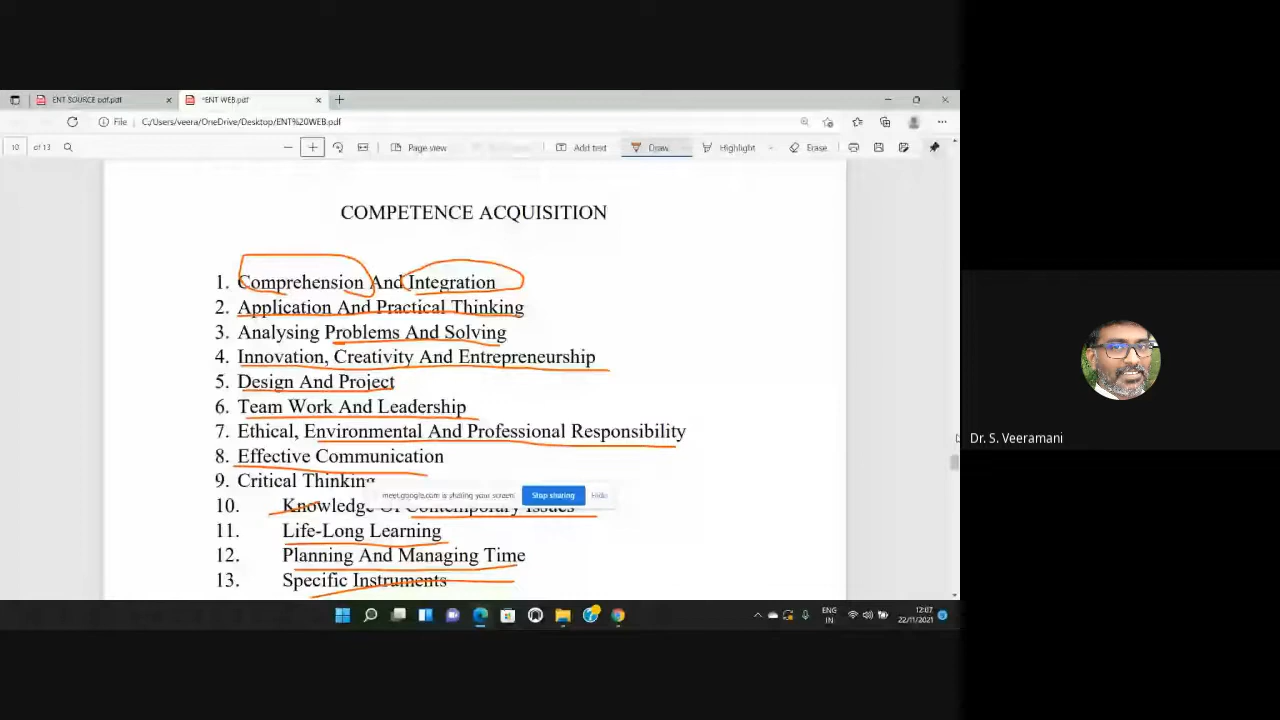 ENT SOURCE pdf.pdf
*ENT WEB.pdf
File C:/Users/veera/OneDrive/Desktop/ENT%20WEB.pdf
10 of 13 Page view Add text Draw Highlight Erase
COMPETENCE ACQUISITION
1. Comprehension And Integration
2. Application And Practical Thinking
3. Analysing Problems And Solving
4. Innovation, Creativity And Entrepreneurship
5. Design And Project
6. Team Work And Leadership
7. Ethical, Environmental And Professional Responsibility
8. Effective Communication
9. Critical Thinking
meet.google.com is sharing your screen. Stop sharing Hide
10. Knowledge Of Contemporary Issues
11. Life-Long Learning
12. Planning And Managing Time
13. Specific Instruments
Dr. S. Veeramani
ENG
IN
12:07
22/11/2021